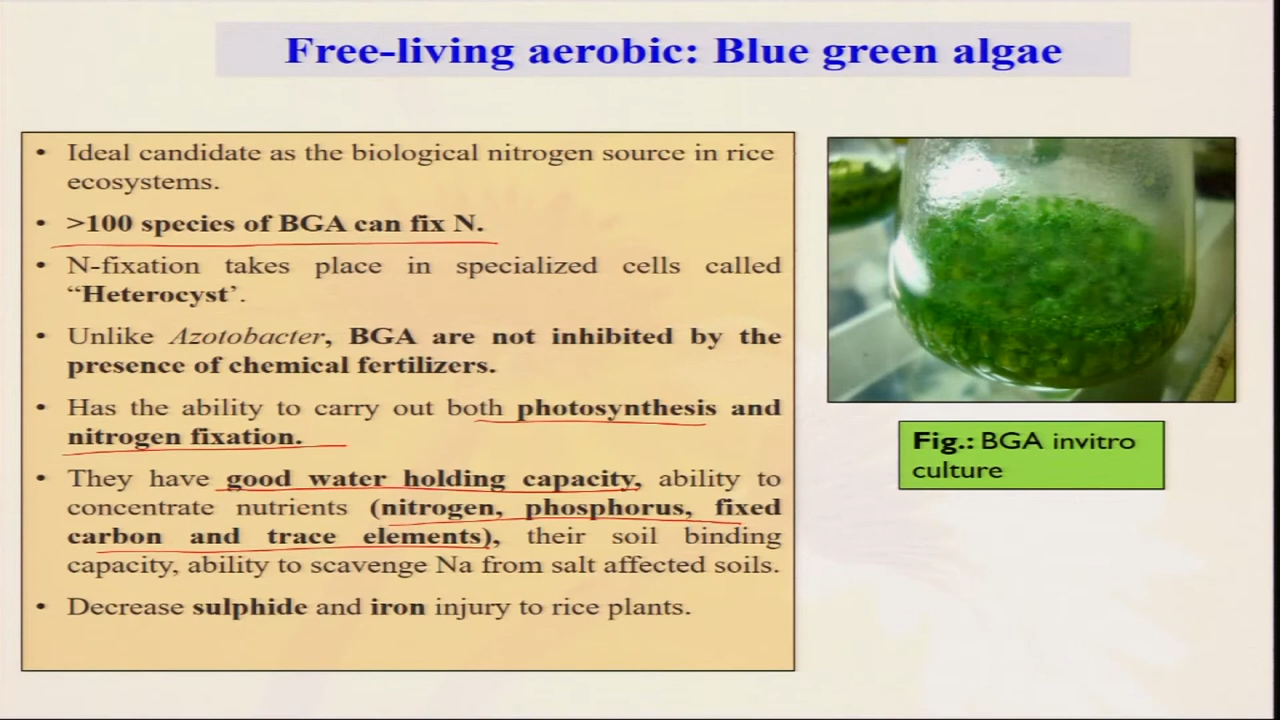 Free-living aerobic: Blue green algae
• Ideal candidate as the biological nitrogen source in rice
ecosystems.
• >100 species of BGA can fix N.
• N-fixation takes place in specialized cells called
“Heterocyst’.
• Unlike Azotobacter, BGA are not inhibited by the
presence of chemical fertilizers.
• Has the ability to carry out both photosynthesis and
nitrogen fixation.
• They have good water holding capacity, ability to
concentrate nutrients (nitrogen, phosphorus, fixed
carbon and trace elements), their soil binding
capacity, ability to scavenge Na from salt affected soils.
• Decrease sulphide and iron injury to rice plants.
Fig.: BGA invitro
culture